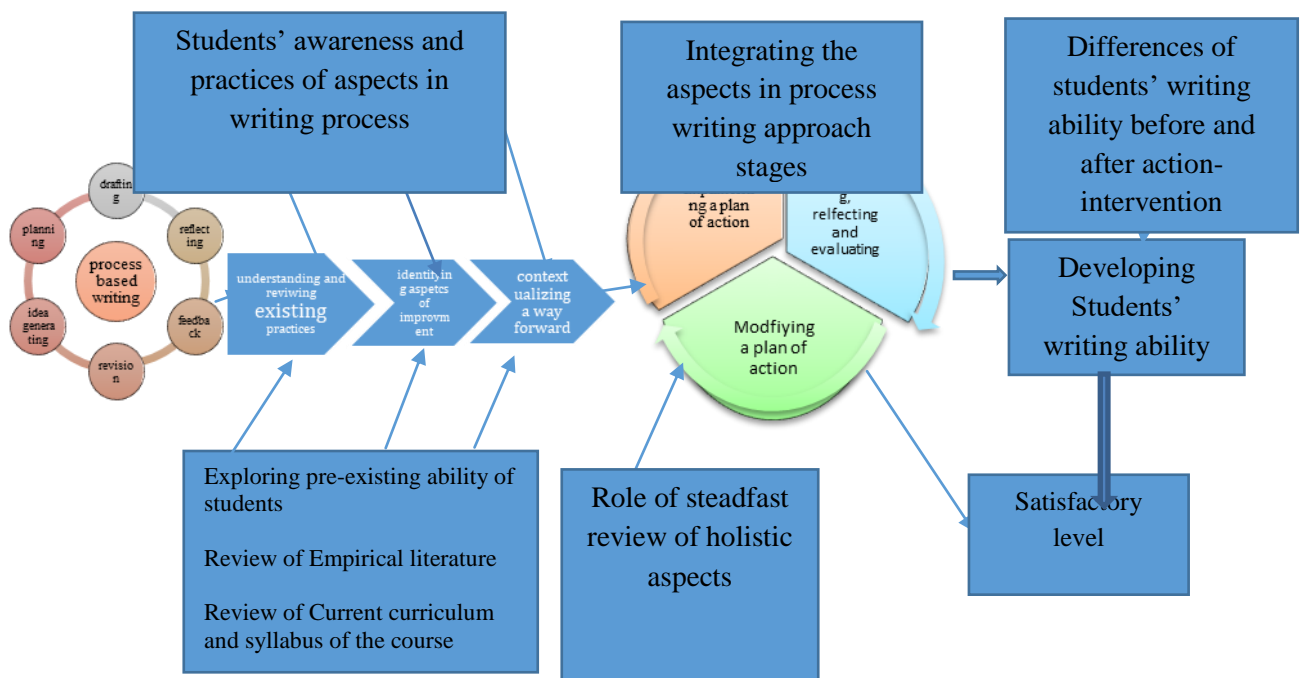 Students’ awareness and
practices of aspects in
writing process
Integrating the
aspects in process
writing approach
stages
Differences of
students’ writing
ability before and
after action-
intervention
draftin
g
planni
ng
reflec
ting
process
based
writing
idea
genera
ting
feedba
ck
revisio
n
understanding and
reviwing
existing
practices
identifyin
g aspetcs
of
improvm
ent
context
ualizing
a way
forward
ng a plan
of action
g,
relfecting
and
evaluating
Modfiying
a plan of
action
Developing
Students’
writing ability
Exploring pre-existing ability of
students
Review of Empirical literature
Review of Current curriculum
and syllabus of the course
Role of steadfast
review of holistic
aspects
Satisfactory
level